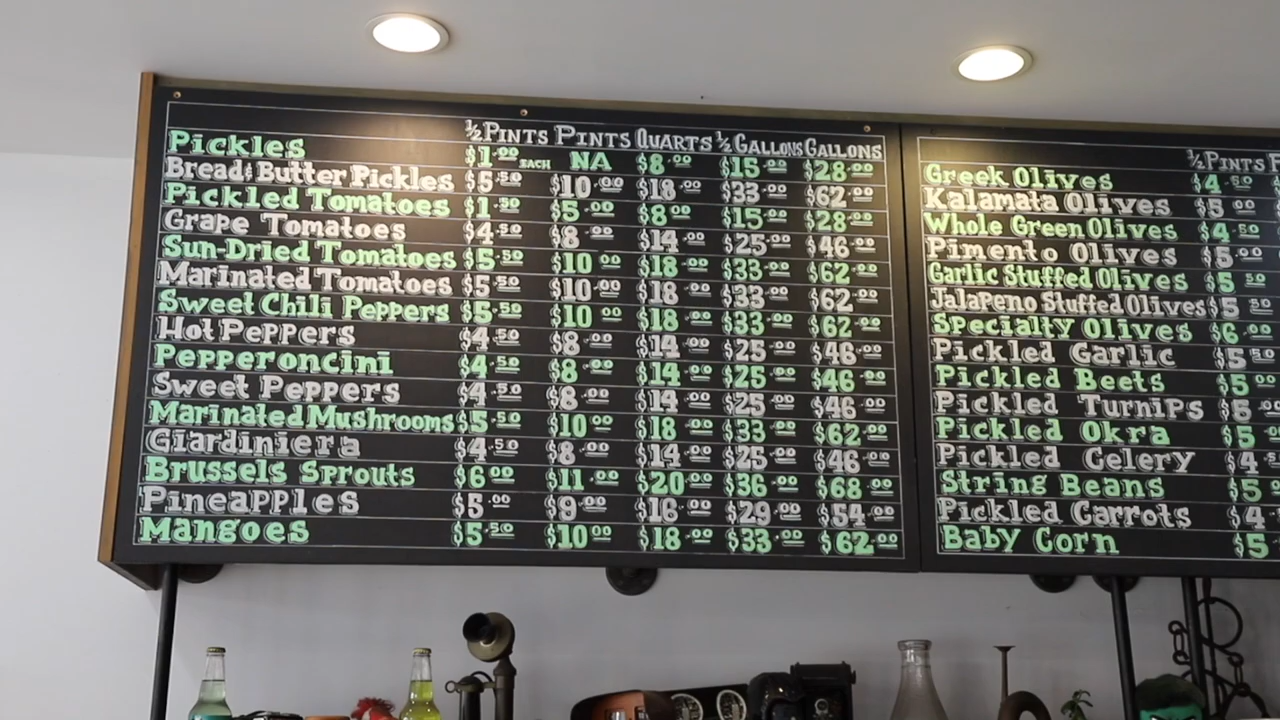 ½ Pints Pints Quarts ½ Gallons Gallons
Pickles $1.00 each NA $8.00 $15.00 $28.00
Bread & Butter Pickles $5.50 $10.00 $18.00 $33.00 $62.00
Pickled Tomatoes $1.50 $5.00 $8.00 $15.00 $28.00
Grape Tomatoes $4.50 $8.00 $14.00 $25.00 $46.00
Sun-Dried Tomatoes $5.50 $10.00 $18.00 $33.00 $62.00
Marinated Tomatoes $5.50 $10.00 $18.00 $33.00 $62.00
Sweet Chili Peppers $5.50 $10.00 $18.00 $33.00 $62.00
Hot Peppers $4.50 $8.00 $14.00 $25.00 $46.00
Pepperoncini $4.50 $8.00 $14.00 $25.00 $46.00
Sweet Peppers $4.50 $8.00 $14.00 $25.00 $46.00
Marinated Mushrooms $5.50 $10.00 $18.00 $33.00 $62.00
Giardiniera $4.50 $8.00 $14.00 $25.00 $46.00
Brussels Sprouts $6.00 $11.00 $20.00 $36.00 $68.00
Pineapples $5.00 $9.00 $16.00 $29.00 $54.00
Mangoes $5.50 $10.00 $18.00 $33.00 $62.00
½ Pints
Greek Olives $4.50
Kalamata Olives $5.00
Whole Green Olives $4.50
Pimento Olives $5.00
Garlic Stuffed Olives $5.50
Jalapeno Stuffed Olives $5.50
Specialty Olives $6.00
Pickled Garlic $5.50
Pickled Beets $5.00
Pickled Turnips $5.00
Pickled Okra $5
Pickled Celery $4
String Beans $5
Pickled Carrots $4
Baby Corn $5